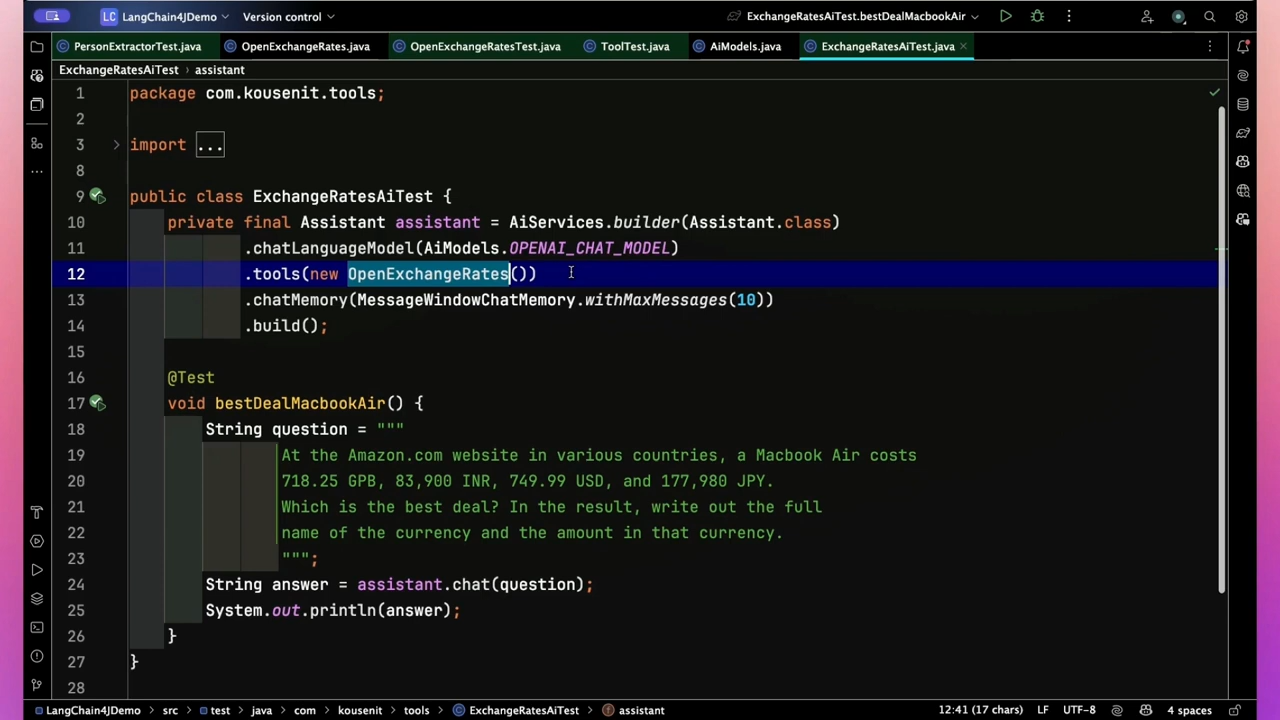 LC LangChain4JDemo Version control ExchangeRatesAiTest.bestDealMacbookAir
PersonExtractorTest.java OpenExchangeRates.java OpenExchangeRatesTest.java ToolTest.java AiModels.java ExchangeRatesAiTest.java
ExchangeRatesAiTest › assistant
1 package com.kousenit.tools;
2
3 import ...
8
9 public class ExchangeRatesAiTest {
10 private final Assistant assistant = AiServices.builder(Assistant.class)
11 .chatLanguageModel(AiModels.OPENAI_CHAT_MODEL)
12 .tools(new OpenExchangeRates())
13 .chatMemory(MessageWindowChatMemory.withMaxMessages(10))
14 .build();
15
16 @Test
17 void bestDealMacbookAir() {
18 String question = """
19 At the Amazon.com website in various countries, a Macbook Air costs
20 718.25 GPB, 83,900 INR, 749.99 USD, and 177,980 JPY.
21 Which is the best deal? In the result, write out the full
22 name of the currency and the amount in that currency.
23 """;
24 String answer = assistant.chat(question);
25 System.out.println(answer);
26 }
27 }
28
LangChain4JDemo › src › test › java › com › kousenit › tools › ExchangeRatesAiTest › assistant 12:41 (17 chars) LF UTF-8 4 spaces